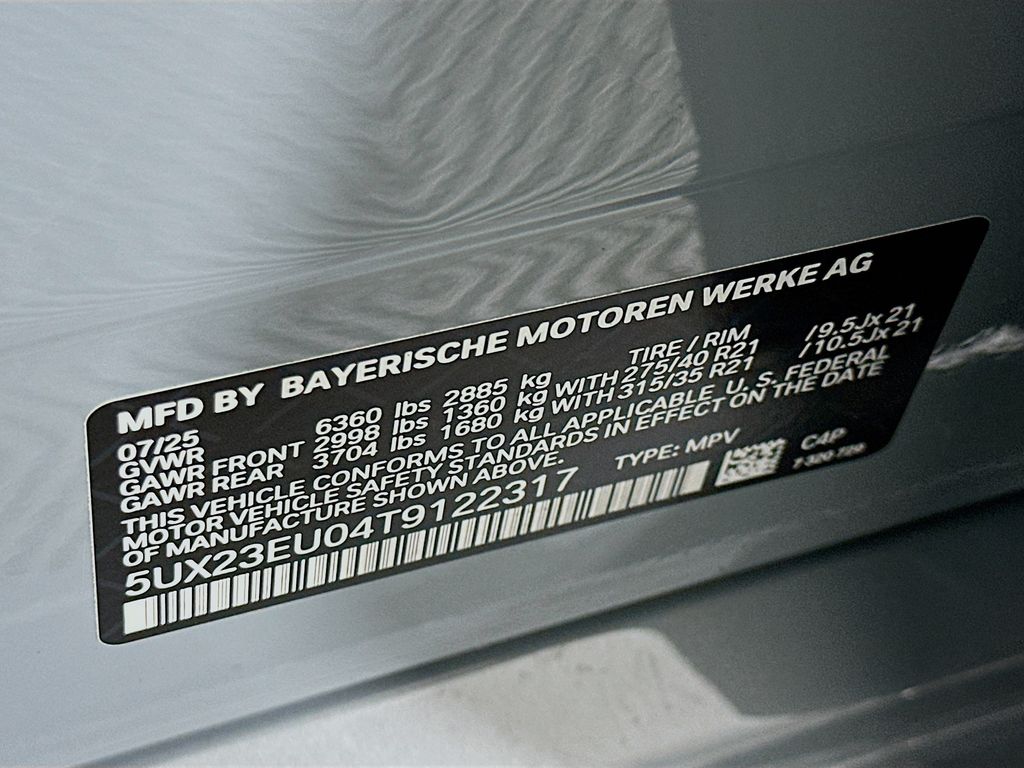 MFD BY BAYERISCHE MOTOREN WERKE AG
07/25 TIRE / RIM
GVWR 6360 lbs 2885 kg
GAWR FRONT 2998 lbs 1360 kg WITH 275/40 R21 /9.5Jx21
GAWR REAR 3704 lbs 1680 kg WITH 315/35 R21 /10.5Jx21
THIS VEHICLE CONFORMS TO ALL APPLICABLE U. S. FEDERAL
MOTOR VEHICLE SAFETY STANDARDS IN EFFECT ON THE DATE
OF MANUFACTURE SHOWN ABOVE.
TYPE: MPV C4P
5UX23EU04T9122317